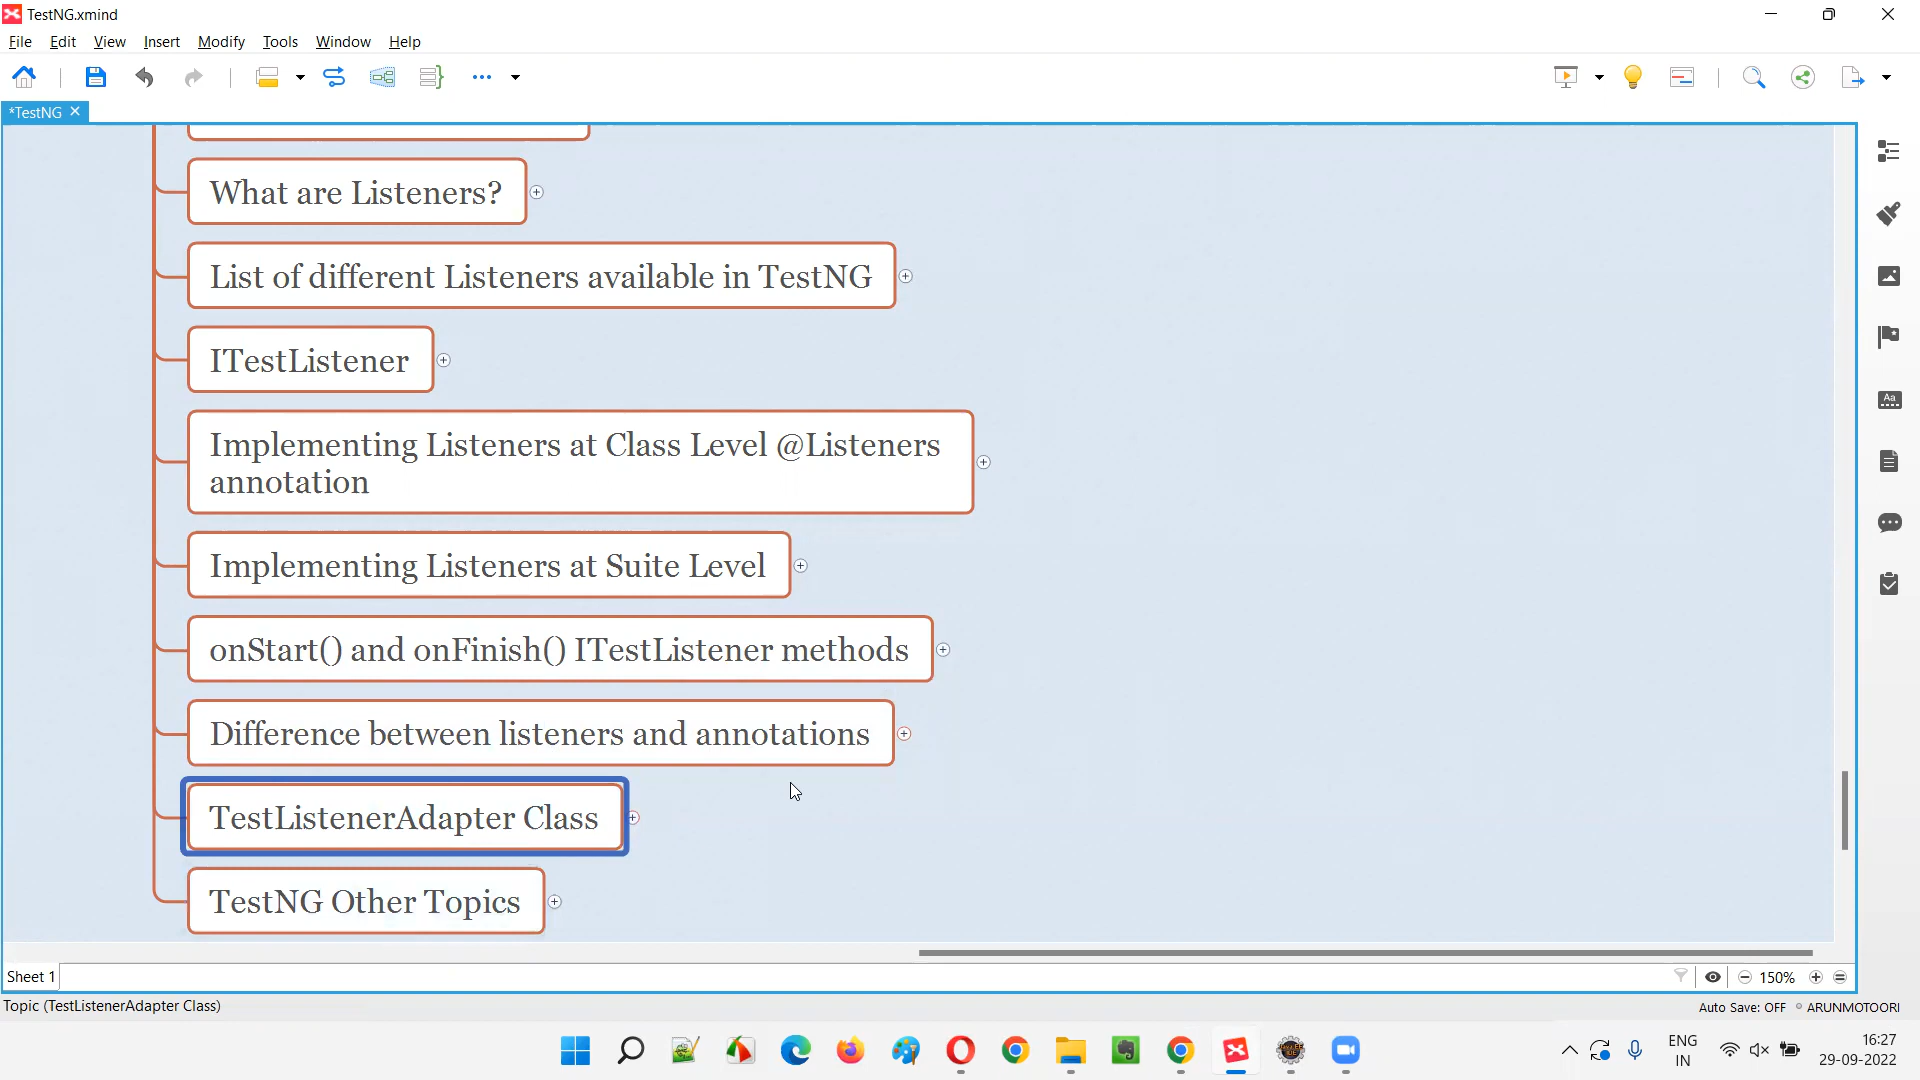 TestNG.xmind
File Edit View Insert Modify Tools Window Help
*TestNG
What are Listeners?
List of different Listeners available in TestNG
ITestListener
Implementing Listeners at Class Level @Listeners
annotation
Implementing Listeners at Suite Level
onStart() and onFinish() ITestListener methods
Difference between listeners and annotations
TestListenerAdapter Class
TestNG Other Topics
Sheet 1
150%
Topic (TestListenerAdapter Class)
Auto Save: OFF
ARUNMOTOORI
ENG
IN
16:27
29-09-2022